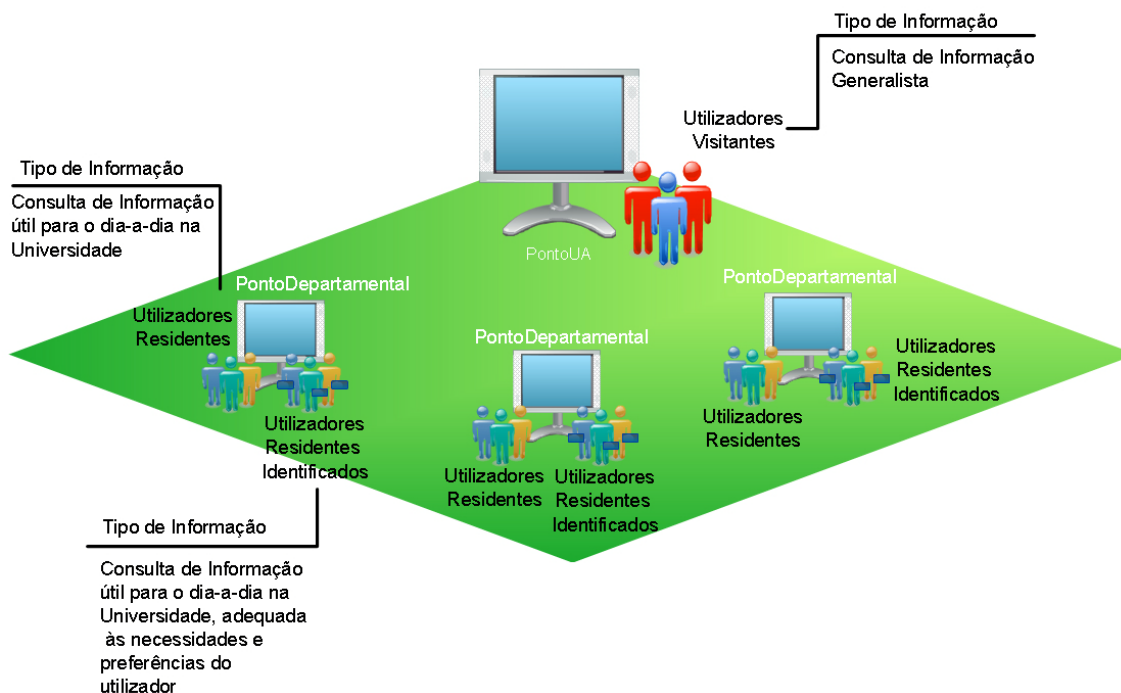 Tipo de Informação
Consulta de Informação
Generalista
Utilizadores
Visitantes
PontoUA
Tipo de Informação
Consulta de Informação
útil para o dia-a-dia na
Universidade
PontoDepartamental
Utilizadores
Residentes
Utilizadores
Residentes
Identificados
PontoDepartamental
Utilizadores
Residentes
Utilizadores
Residentes
Identificados
PontoDepartamental
Utilizadores
Residentes
Utilizadores
Residentes
Identificados
Tipo de Informação
Consulta de Informação
útil para o dia-a-dia na
Universidade, adequada
às necessidades e
preferências do
utilizador